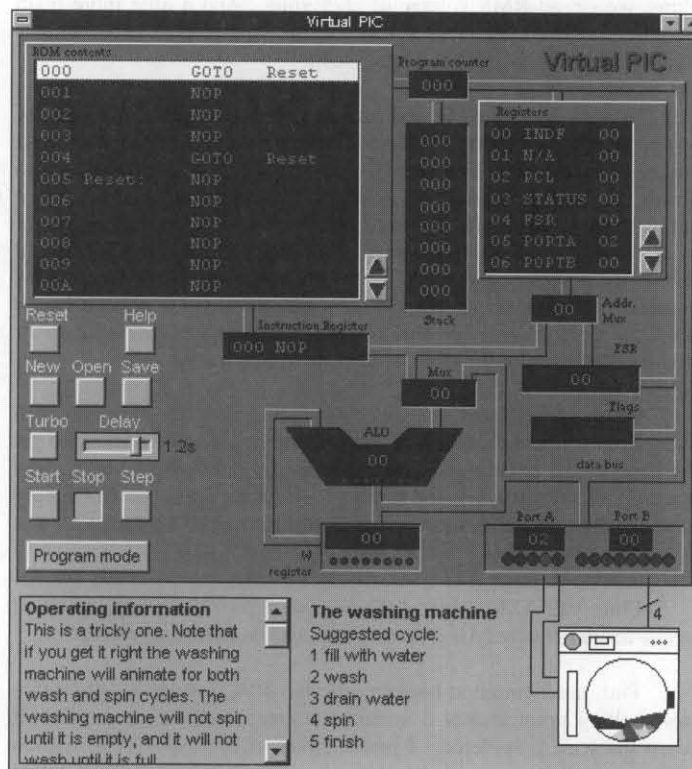 Virtual PIC
ROM contents
000 GOTO Reset
001 NOP
002 NOP
003 NOP
004 GOTO Reset
005 Reset: NOP
006 NOP
007 NOP
008 NOP
009 NOP
00A NOP
Program counter
000
Virtual PIC
000
000
000
000
000
000
000
000
Stack
Registers
00 INDF 00
01 N/A 00
02 PCL 00
03 STATUS 00
04 FSR 00
05 PORTA 02
06 PORTB 00
00
Addr.
Mux
FSR
00
Flags
data bus
Reset Help
New Open Save
Turbo Delay
1.2s
Start Stop Step
Program mode
Instruction Register
000 NOP
Mux
00
ALU
00
00
W
register
Port A Port B
02 00
4
Operating information
This is a tricky one. Note that
if you get it right the washing
machine will animate for both
wash and spin cycles. The
washing machine will not spin
until it is empty, and it will not
wash until it is full
The washing machine
Suggested cycle:
1 fill with water
2 wash
3 drain water
4 spin
5 finish